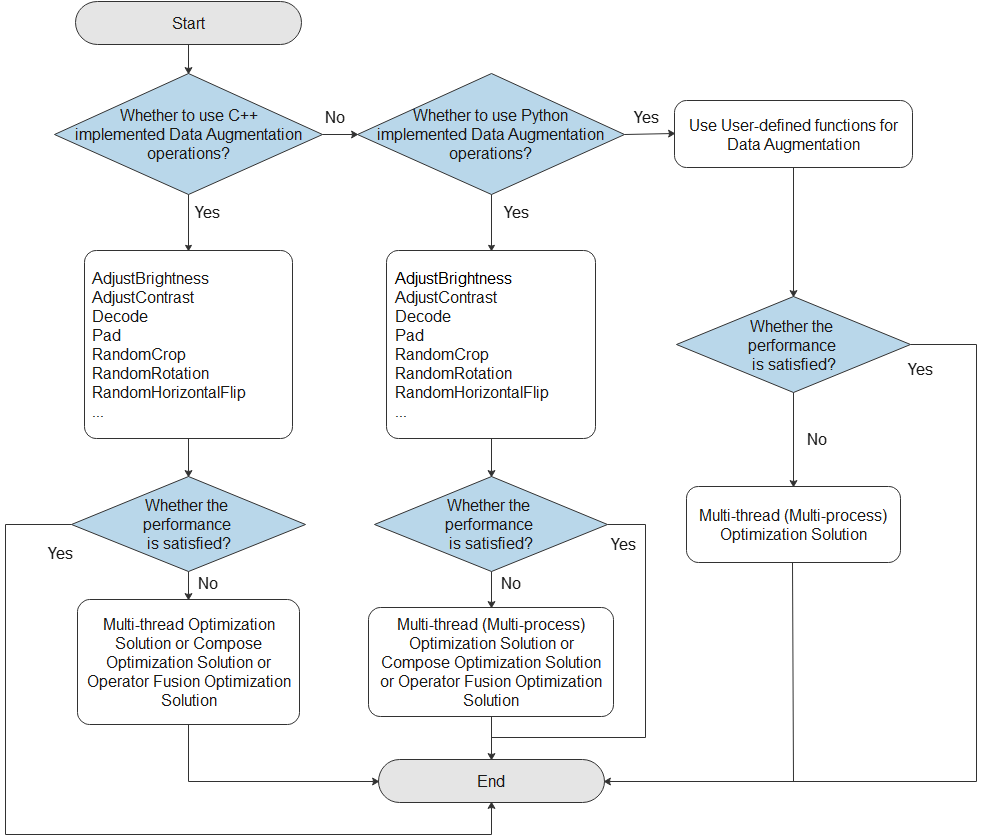 Start
Whether to use C++
implemented Data Augmentation
operations?
No
Whether to use Python
implemented Data Augmentation
operations?
Yes
Use User-defined functions for
Data Augmentation
Yes
Yes
AdjustBrightness
AdjustContrast
Decode
Pad
RandomCrop
RandomRotation
RandomHorizontalFlip
...
AdjustBrightness
AdjustContrast
Decode
Pad
RandomCrop
RandomRotation
RandomHorizontalFlip
...
Whether the
performance
is satisfied?
Yes
No
Multi-thread (Multi-process)
Optimization Solution
Whether the
performance
is satisfied?
Yes
No
Multi-thread Optimization
Solution or Compose
Optimization Solution or
Operator Fusion Optimization
Solution
Whether the
performance
is satisfied?
Yes
No
Multi-thread (Multi-process)
Optimization Solution or
Compose Optimization Solution
or Operator Fusion Optimization
Solution
End